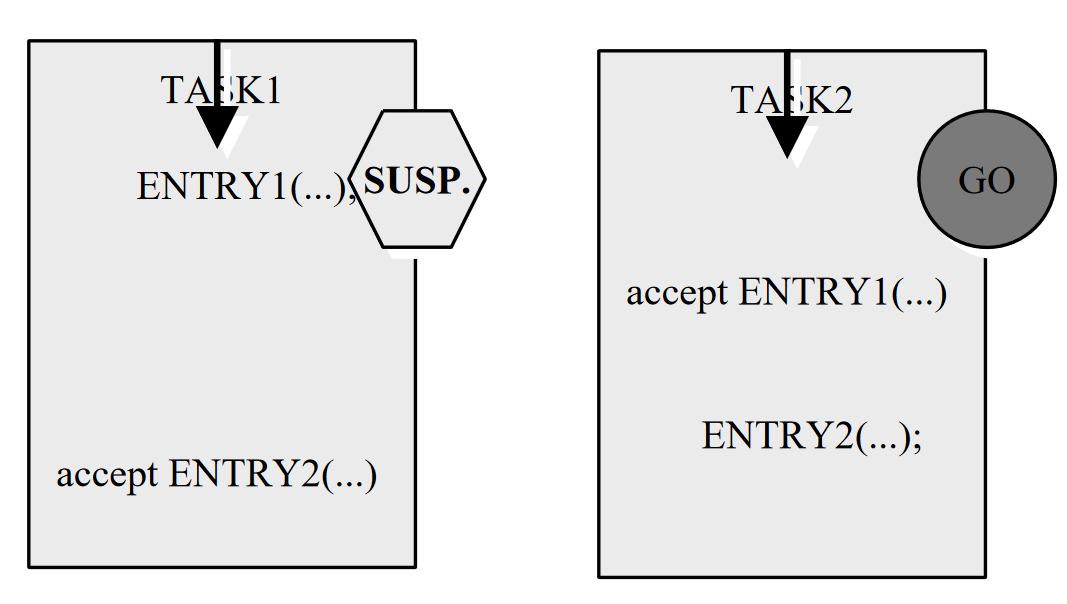 TASK1
ENTRY1(...);
SUSP.
accept ENTRY2(...)
TASK2
GO
accept ENTRY1(...)
ENTRY2(...);